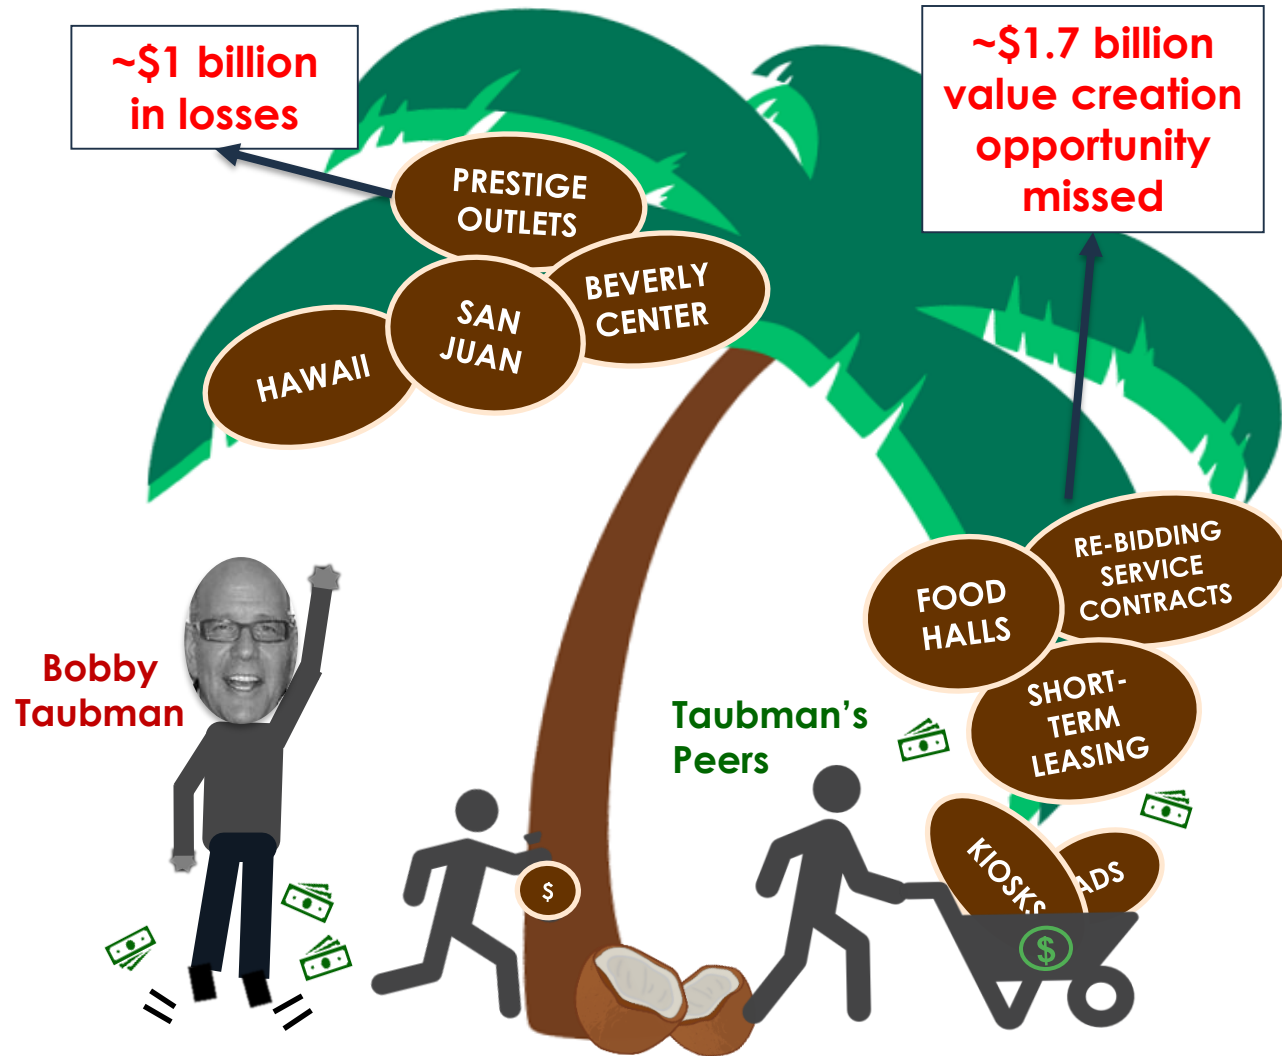 ~$1 billion
in losses
~$1.7 billion
value creation
opportunity
missed
PRESTIGE
OUTLETS
BEVERLY
CENTER
SAN
JUAN
HAWAII
RE-BIDDING
SERVICE
CONTRACTS
FOOD
HALLS
SHORT-
TERM
LEASING
Bobby
Taubman
Taubman's
Peers
KIOSKS
ADS
$
$